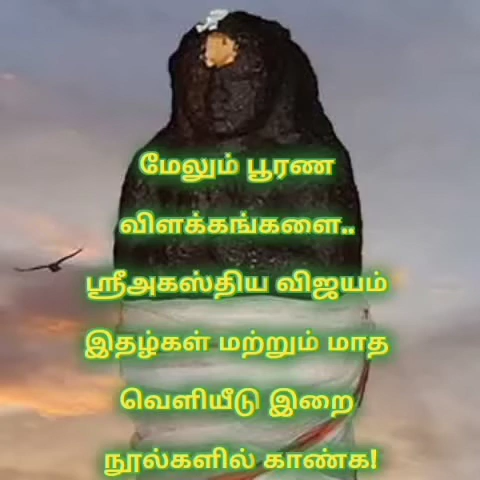 மேலும் பூரண
விளக்கங்களை..
ஸ்ரீஅகஸ்திய விஜயம்
இதழ்கள் மற்றும் மாத
வெளியீடு இறை
நூல்களில் காண்க!